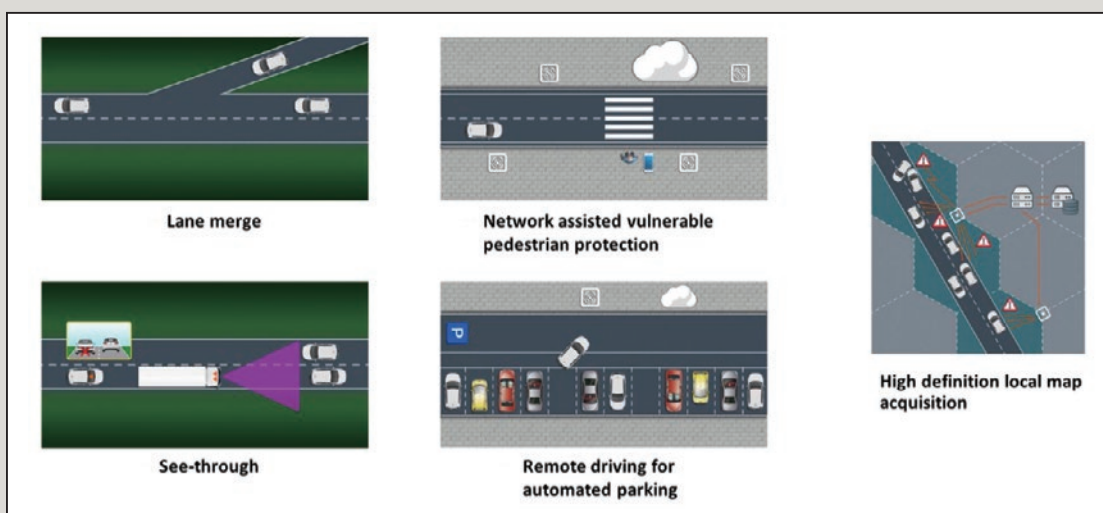 Lane merge
Network assisted vulnerable
pedestrian protection
P
See-through
Remote driving for
automated parking
High definition local map
acquisition